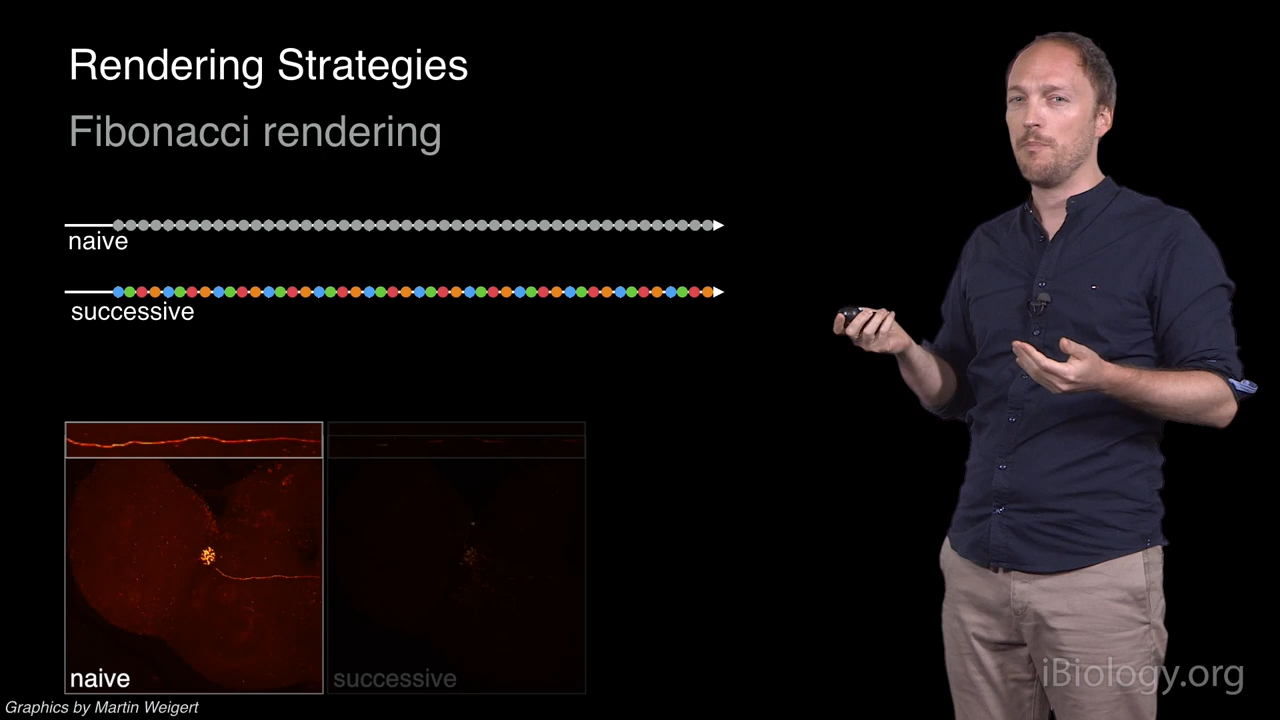 Rendering Strategies
Fibonacci rendering
naive
successive
naive
successive
Graphics by Martin Weigert
iBiology.org